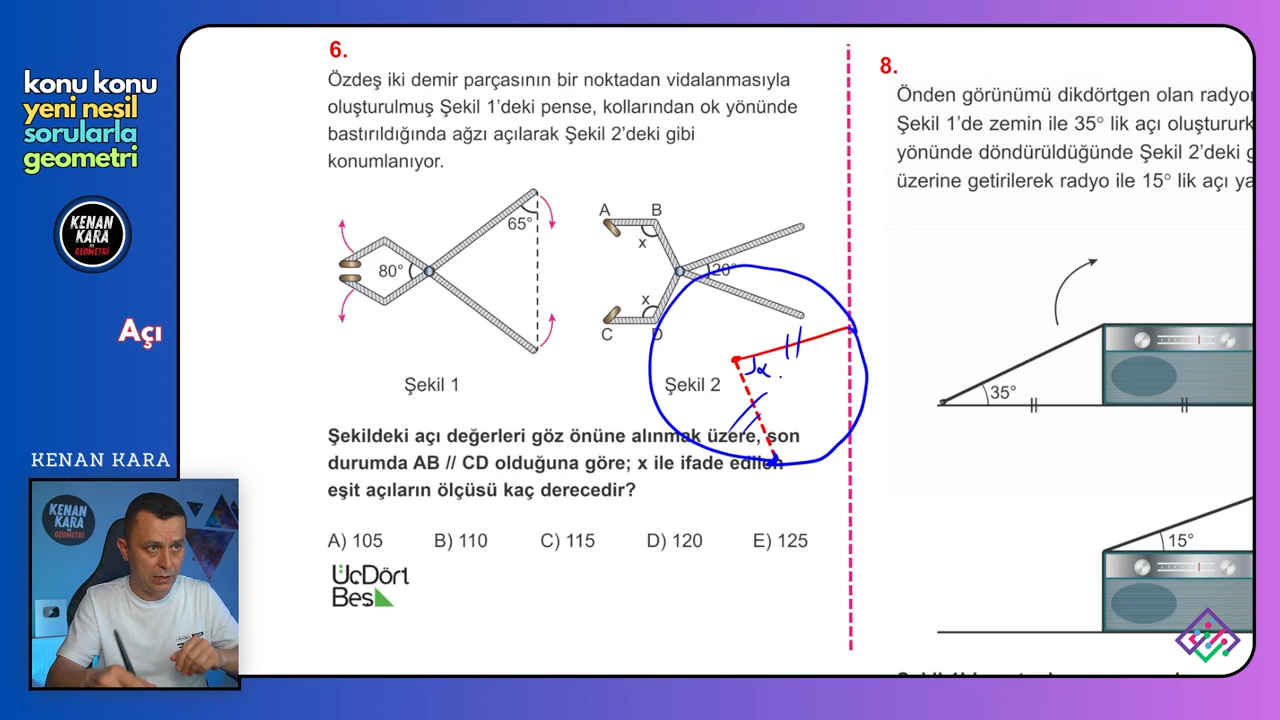 konu konu
yeni nesil
sorularla
geometri
KENAN
KARA
ile
GEOMETRİ
Açı
KENAN KARA
KENAN
KARA
ile
GEOMETRİ
6.
Özdeş iki demir parçasının bir noktadan vidalanmasıyla
oluşturulmuş Şekil 1'deki pense, kollarından ok yönünde
bastırıldığında ağzı açılarak Şekil 2'deki gibi
konumlanıyor.
65°
80°
Şekil 1
A B
x
20°
x
C D
Şekil 2
α
Şekildeki açı değerleri göz önüne alınmak üzere, son
durumda AB // CD olduğuna göre; x ile ifade edilen
eşit açıların ölçüsü kaç derecedir?
A) 105 B) 110 C) 115 D) 120 E) 125
ÜçDört
Beş
8.
Önden görünümü dikdörtgen olan radyo
Şekil 1'de zemin ile 35° lik açı oluştururk
yönünde döndürüldüğünde Şekil 2'deki g
üzerine getirilerek radyo ile 15° lik açı ya
35°
15°